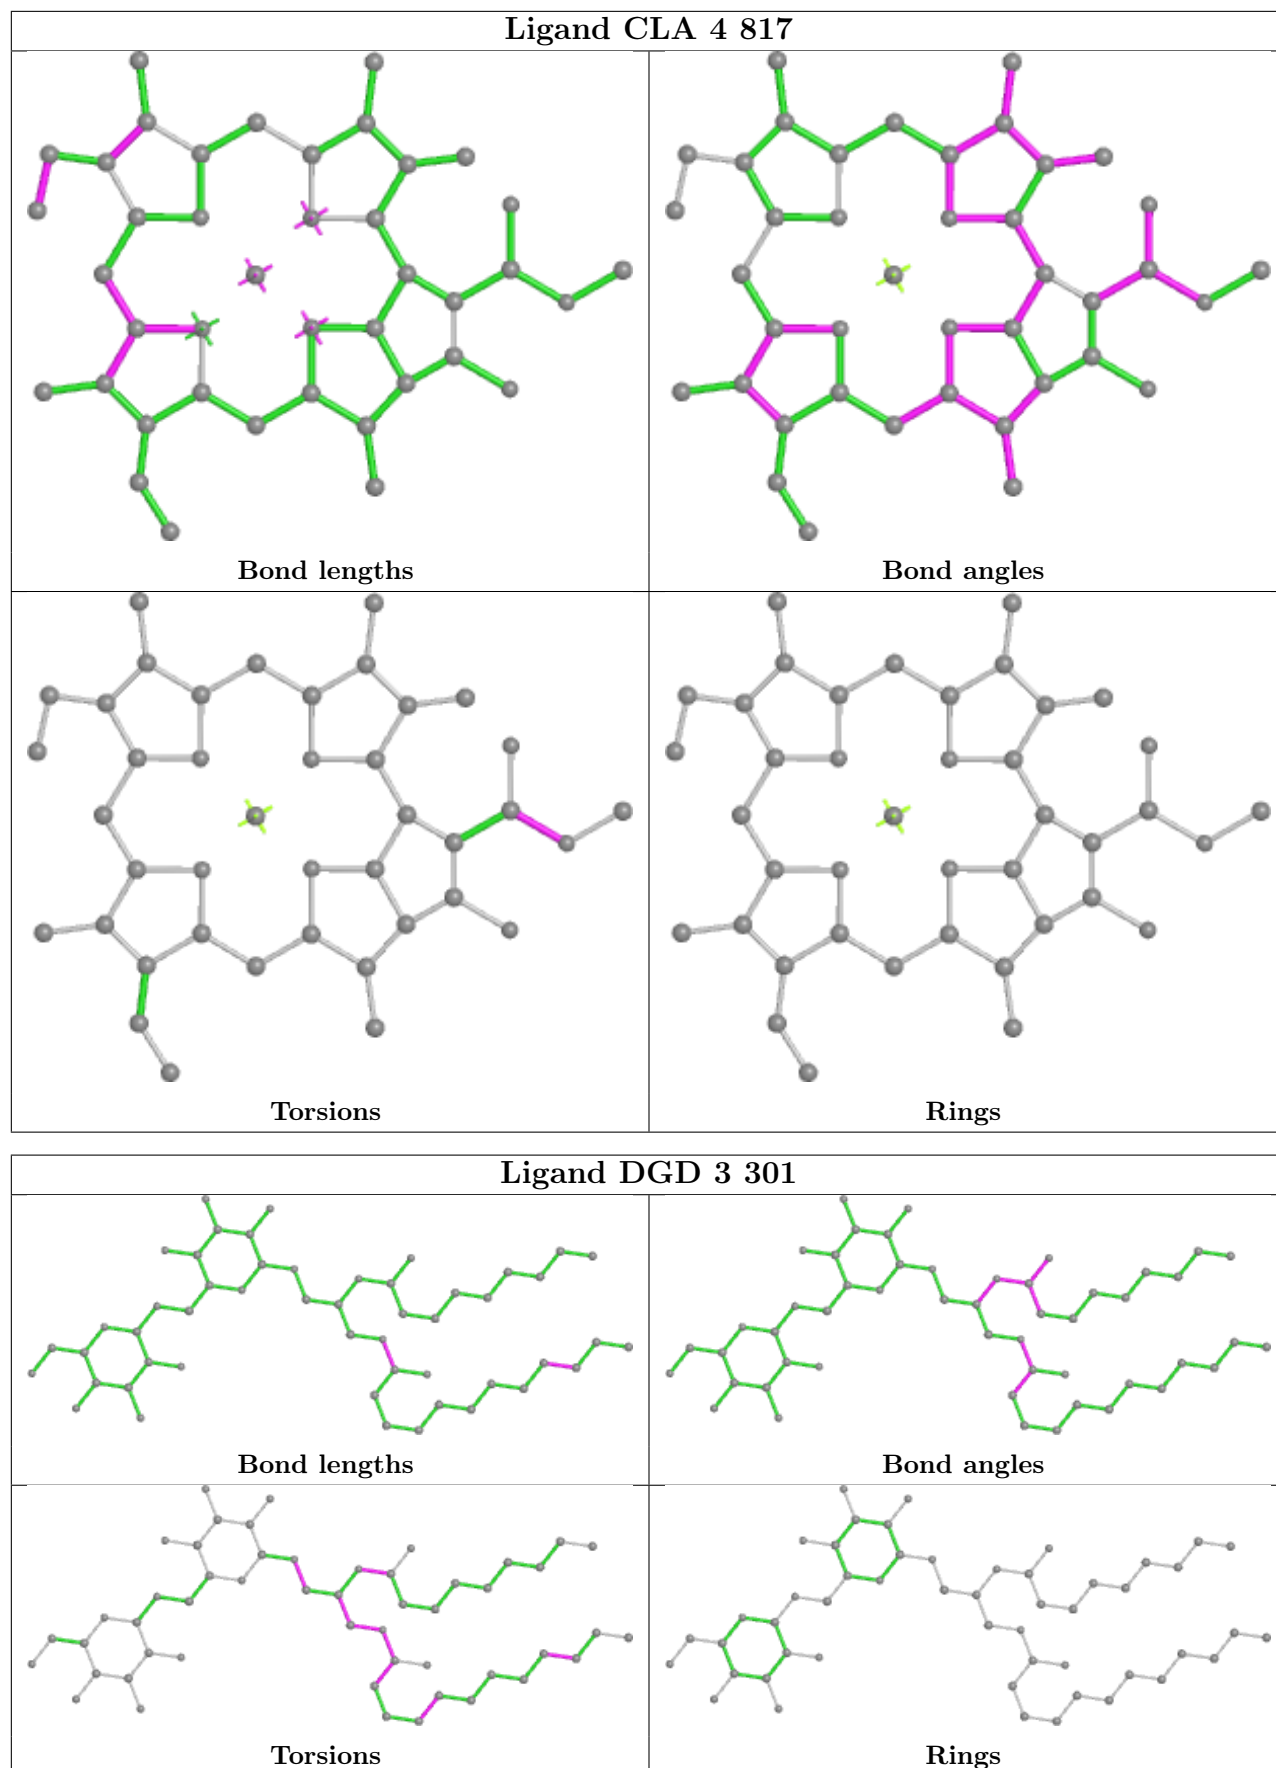 Ligand CLA 4 817
Bond lengths
Bond angles
Torsions
Rings
Ligand DGD 3 301
Bond lengths
Bond angles
Torsions
Rings